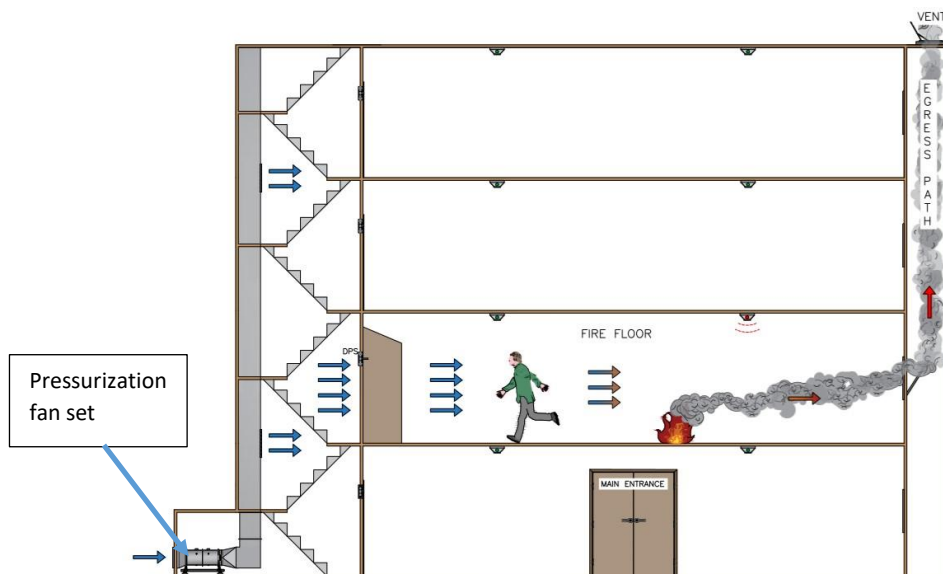 VENT
EGRESS PATH
FIRE FLOOR
DPS
Pressurization
fan set
MAIN ENTRANCE